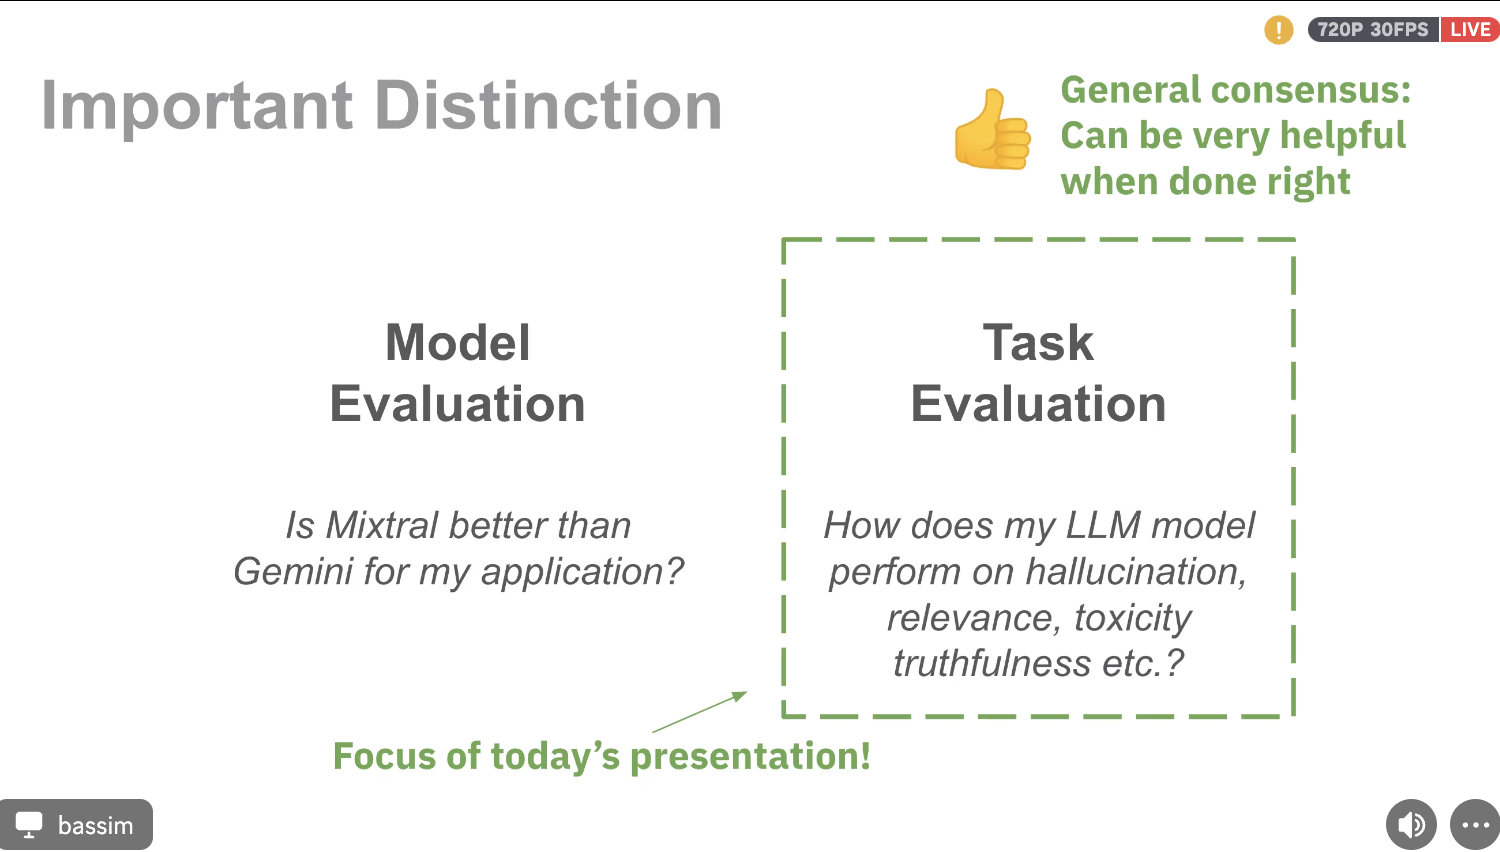 720P 30FPS LIVE
Important Distinction
General consensus:
Can be very helpful
when done right
Model
Evaluation
Is Mixtral better than
Gemini for my application?
Task
Evaluation
How does my LLM model
perform on hallucination,
relevance, toxicity
truthfulness etc.?
Focus of today’s presentation!
bassim